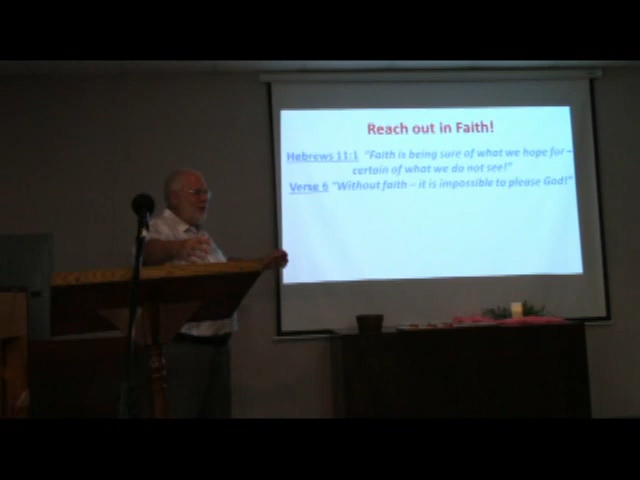 Reach out in Faith!
Hebrews 11:1 "Faith is being sure of what we hope for –
certain of what we do not see!"
Verse 6 "Without faith – it is impossible to please God!"